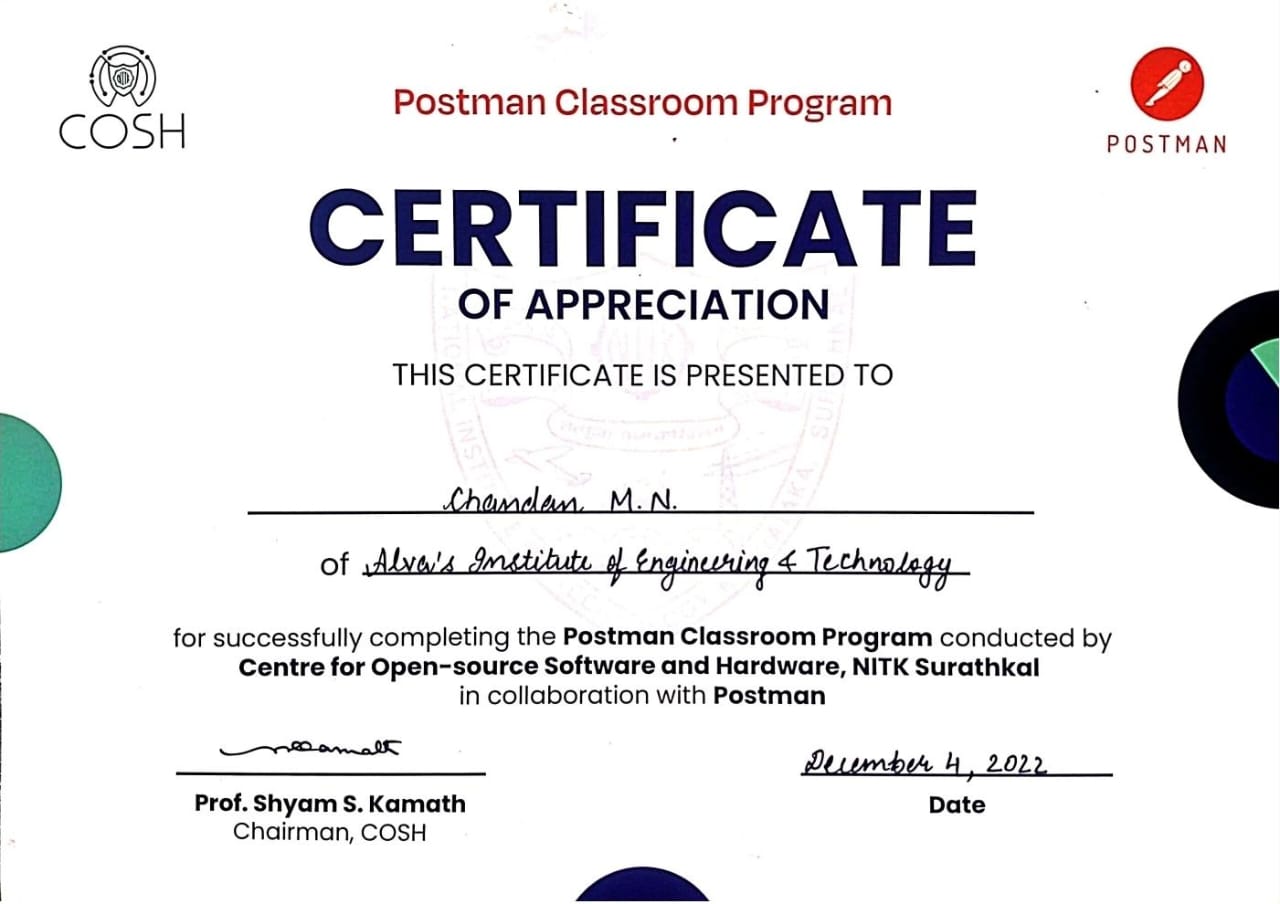 COSH
Postman Classroom Program
POSTMAN
CERTIFICATE
OF APPRECIATION
THIS CERTIFICATE IS PRESENTED TO
Chandan M.N.
of Alva's Institute of Engineering & Technology
for successfully completing the Postman Classroom Program conducted by
Centre for Open-source Software and Hardware, NITK Surathkal
in collaboration with Postman
December 4, 2022
Prof. Shyam S. Kamath
Date
Chairman, COSH